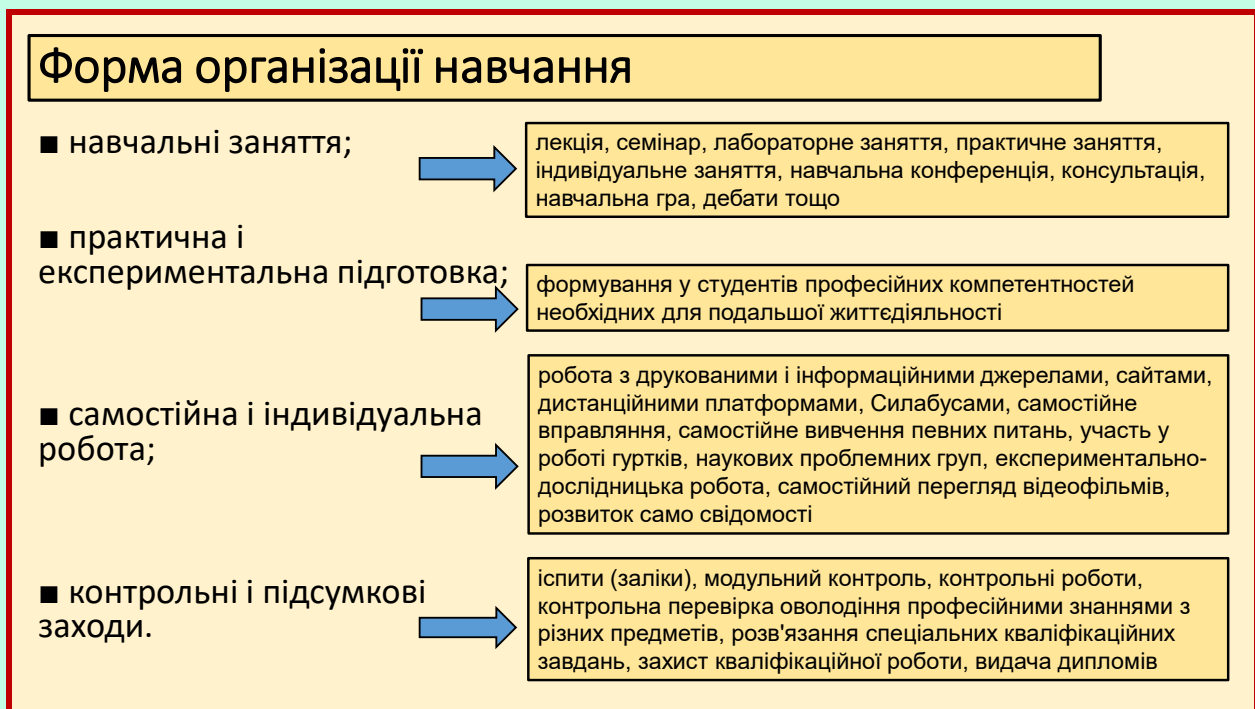 Форма організації навчання
■ навчальні заняття;
лекція, семінар, лабораторне заняття, практичне заняття,
індивідуальне заняття, навчальна конференція, консультація,
навчальна гра, дебати тощо
■ практична і
експериментальна підготовка;
формування у студентів професійних компетентностей
необхідних для подальшої життєдіяльності
■ самостійна і індивідуальна
робота;
робота з друкованими і інформаційними джерелами, сайтами,
дистанційними платформами, Силабусами, самостійне
вправляння, самостійне вивчення певних питань, участь у
роботі гуртків, наукових проблемних груп, експериментально-
дослідницька робота, самостійний перегляд відеофільмів,
розвиток само свідомості
■ контрольні і підсумкові
заходи.
іспити (заліки), модульний контроль, контрольні роботи,
контрольна перевірка оволодіння професійними знаннями з
різних предметів, розв'язання спеціальних кваліфікаційних
завдань, захист кваліфікаційної роботи, видача дипломів